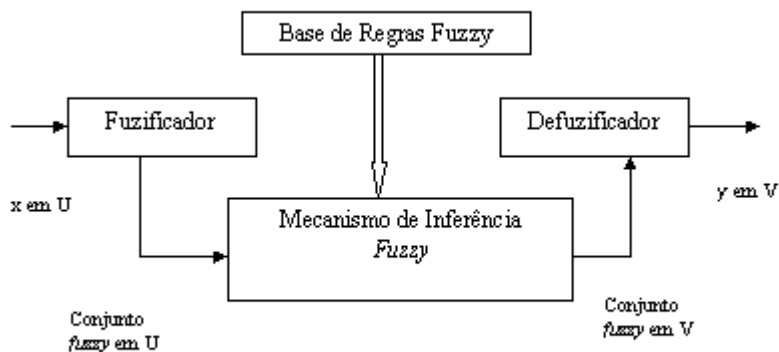 Base de Regras Fuzzy
Fuzificador
Defuzificador
x em U
y em V
Mecanismo de Inferência
Fuzzy
Conjunto
fuzzy em U
Conjunto
fuzzy em V